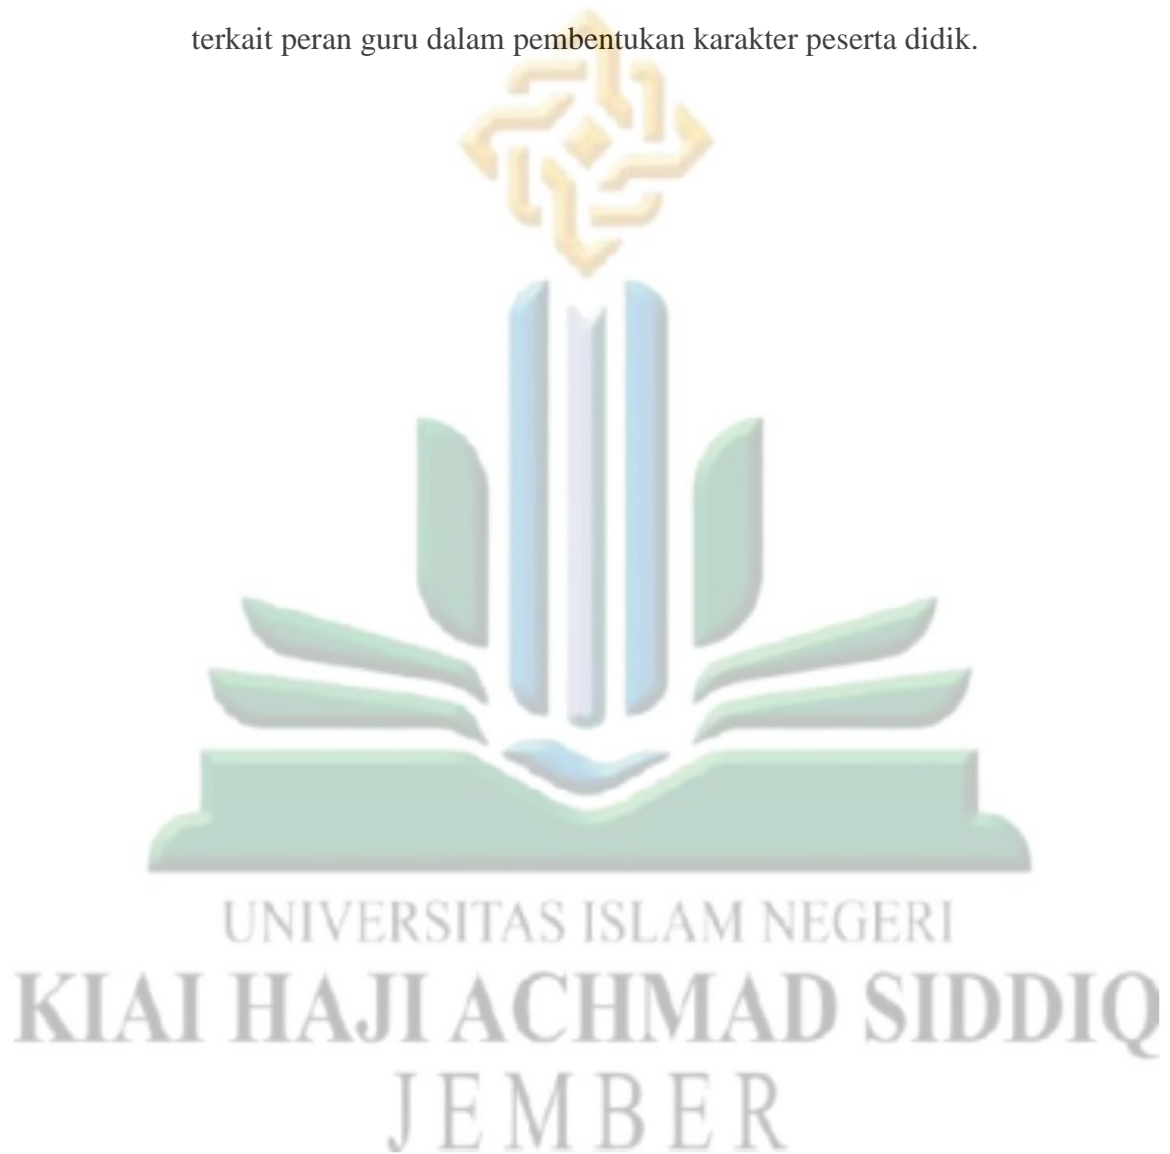 terkait peran guru dalam pembentukan karakter peserta didik.
UNIVERSITAS ISLAM NEGERI
KIAI HAJI ACHMAD SIDDIQ
JEMBER